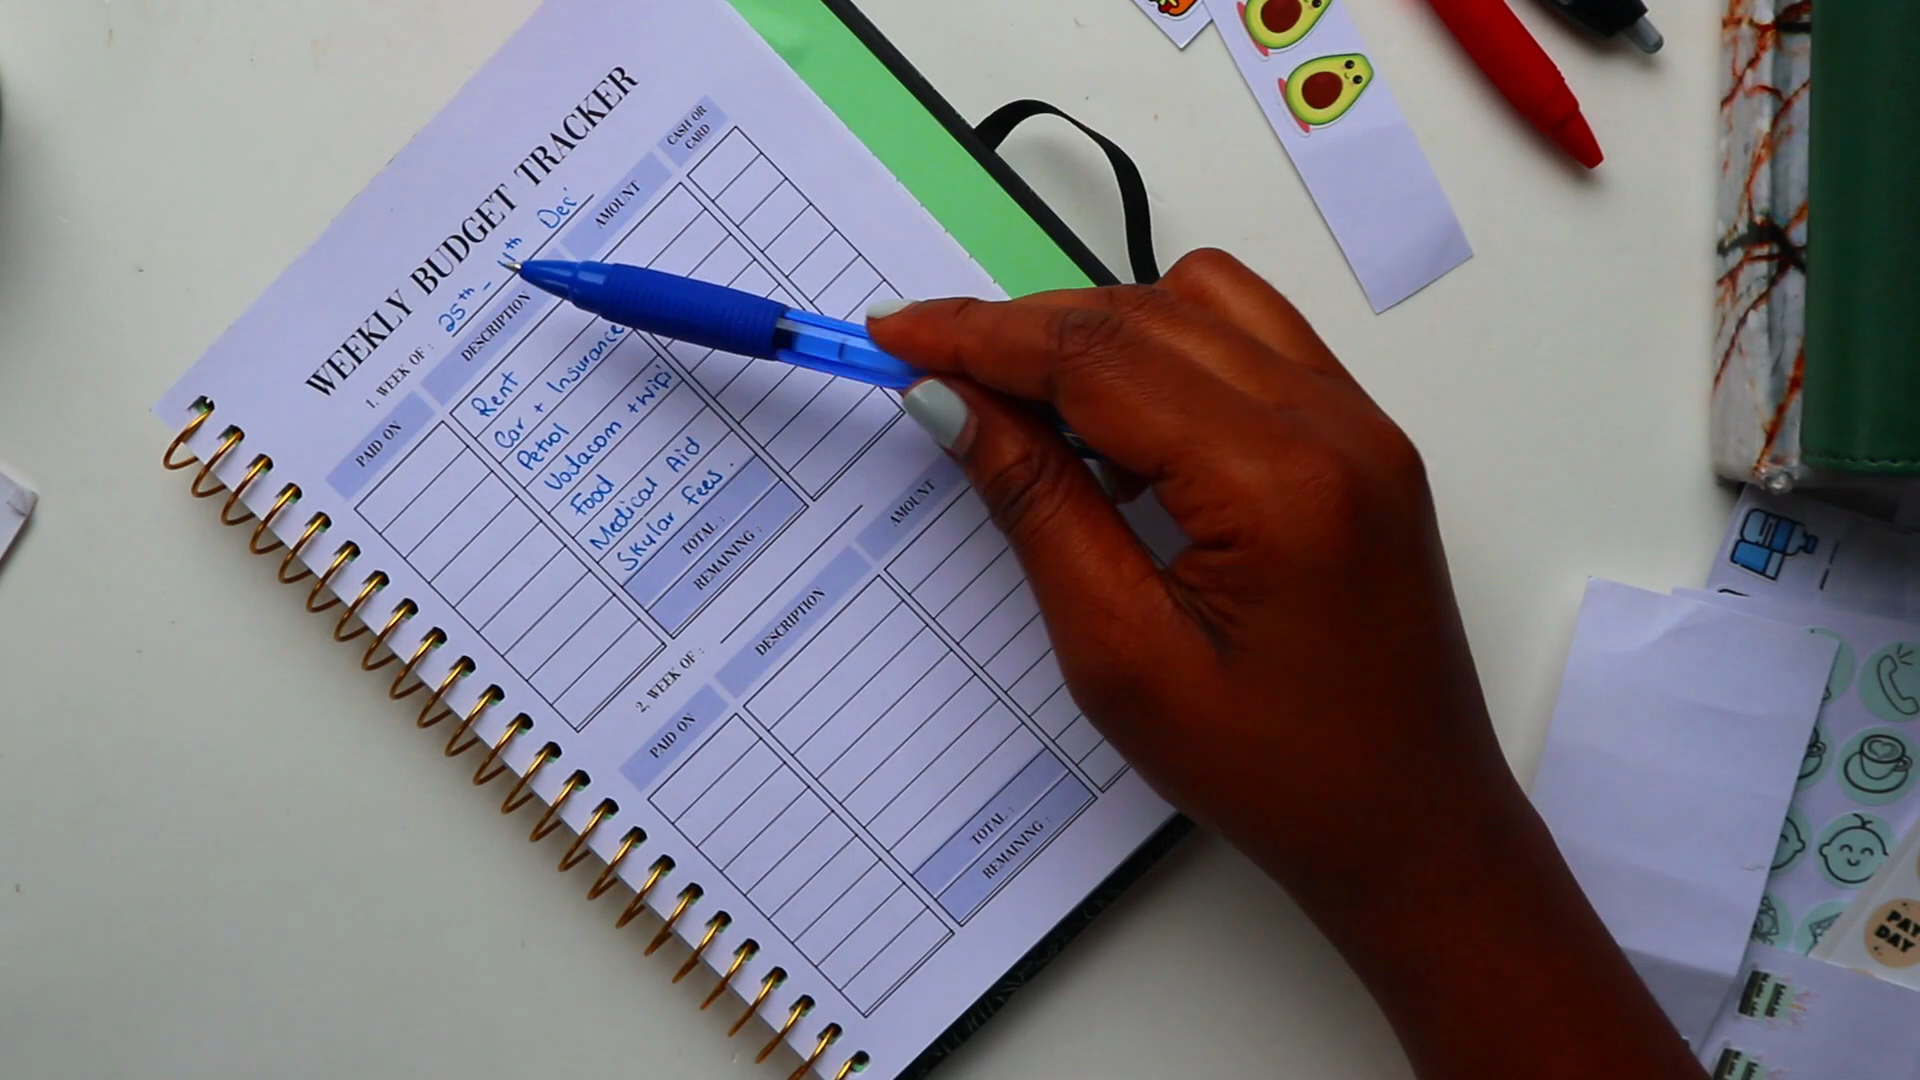 WEEKLY BUDGET TRACKER
1. WEEK OF : 25th - 11th Dec'
PAID ON DESCRIPTION AMOUNT CASH OR CARD
Rent
Car + Insurance
Petrol
Vodacom + Wifi
Food
Medical Aid
Skylar fees.
TOTAL :
REMAINING :
2. WEEK OF :
PAID ON DESCRIPTION AMOUNT
TOTAL :
REMAINING :
PAY
DAY